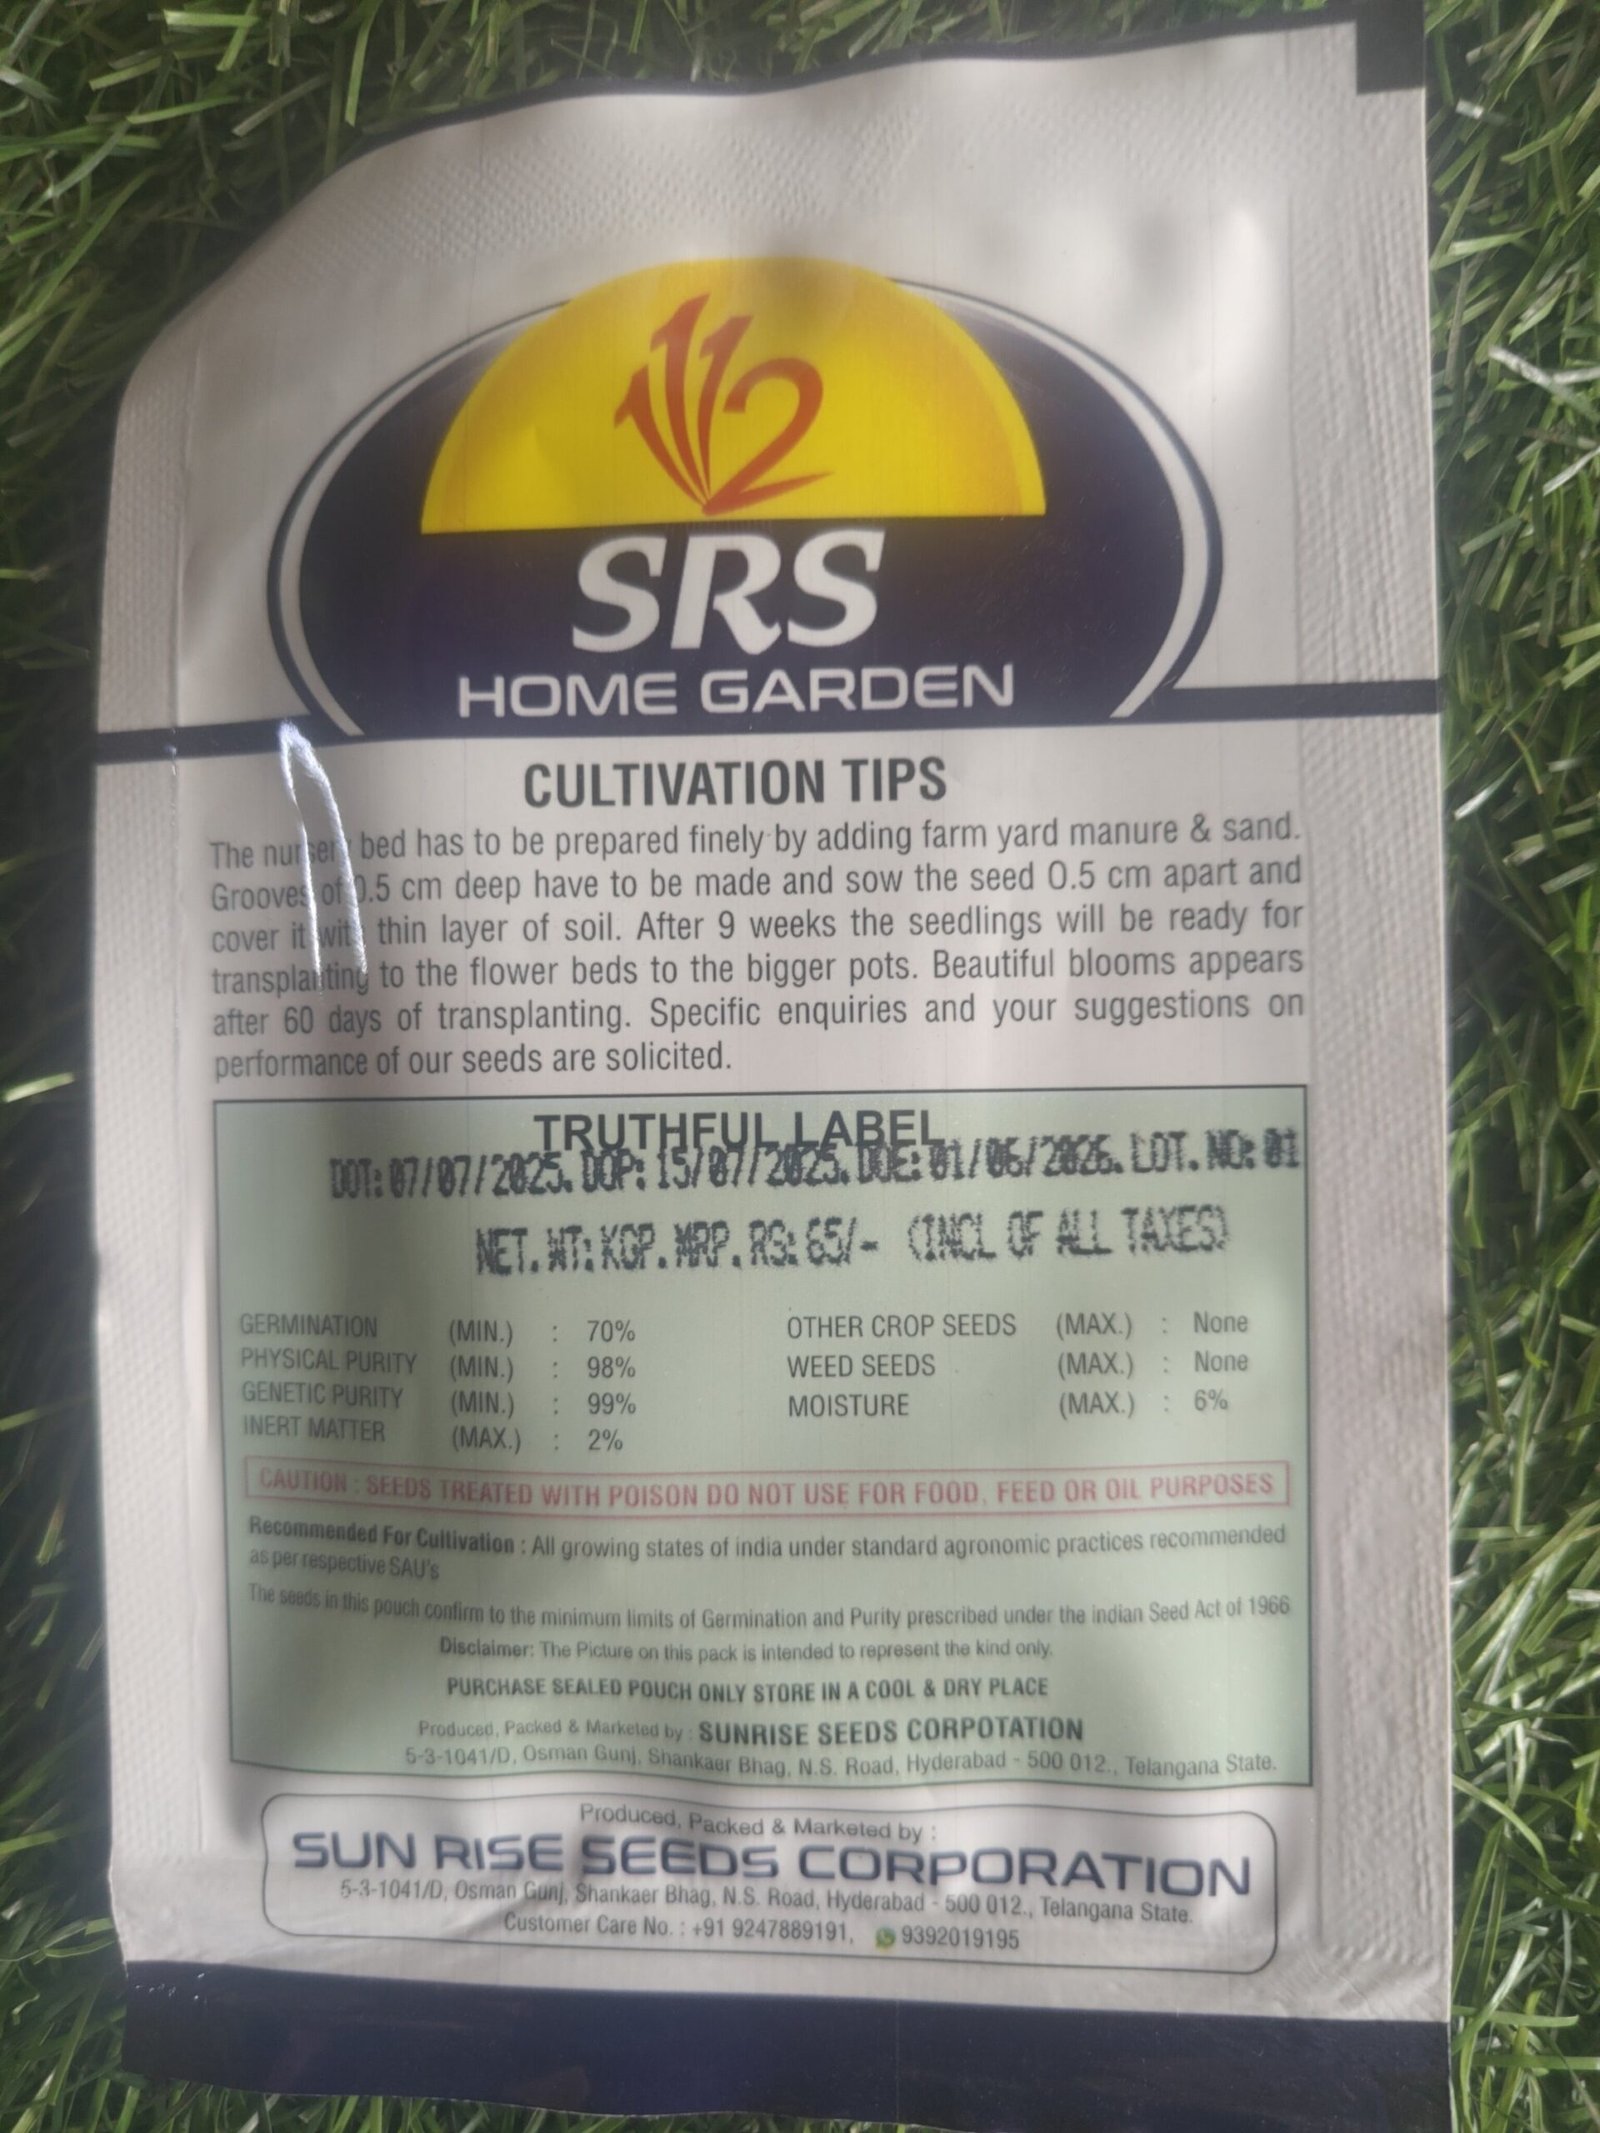 1112
SRS
HOME GARDEN
CULTIVATION TIPS
The nursery bed has to be prepared finely by adding farm yard manure & sand.
Grooves of 0.5 cm deep have to be made and sow the seed 0.5 cm apart and
cover it with thin layer of soil. After 9 weeks the seedlings will be ready for
transplanting to the flower beds to the bigger pots. Beautiful blooms appears
after 60 days of transplanting. Specific enquiries and your suggestions on
performance of our seeds are solicited.
TRUTHFUL LABEL
DOT:07/07/2025. DOP:15/07/2025. DOE:01/06/2026. LOT. NO:01
NET. WT:KGP. MRP. RS:65/- (INCL OF ALL TAXES)
GERMINATION (MIN.) : 70% OTHER CROP SEEDS (MAX.) : None
PHYSICAL PURITY (MIN.) : 98% WEED SEEDS (MAX.) : None
GENETIC PURITY (MIN.) : 99% MOISTURE (MAX.) : 6%
INERT MATTER (MAX.) : 2%
CAUTION : SEEDS TREATED WITH POISON DO NOT USE FOR FOOD, FEED OR OIL PURPOSES
Recommended For Cultivation : All growing states of india under standard agronomic practices recommended
as per respective SAU's
The seeds in this pouch confirm to the minimum limits of Germination and Purity prescribed under the indian Seed Act of 1966
Disclaimer: The Picture on this pack is intended to represent the kind only.
PURCHASE SEALED POUCH ONLY STORE IN A COOL & DRY PLACE
Produced, Packed & Marketed by : SUNRISE SEEDS CORPOTATION
5-3-1041/D, Osman Gunj, Shankaer Bhag, N.S. Road, Hyderabad - 500 012., Telangana State.
Produced, Packed & Marketed by :
SUN RISE SEEDS CORPORATION
5-3-1041/D, Osman Gunj, Shankaer Bhag, N.S. Road, Hyderabad - 500 012., Telangana State.
Customer Care No. : +91 9247889191, 9392019195